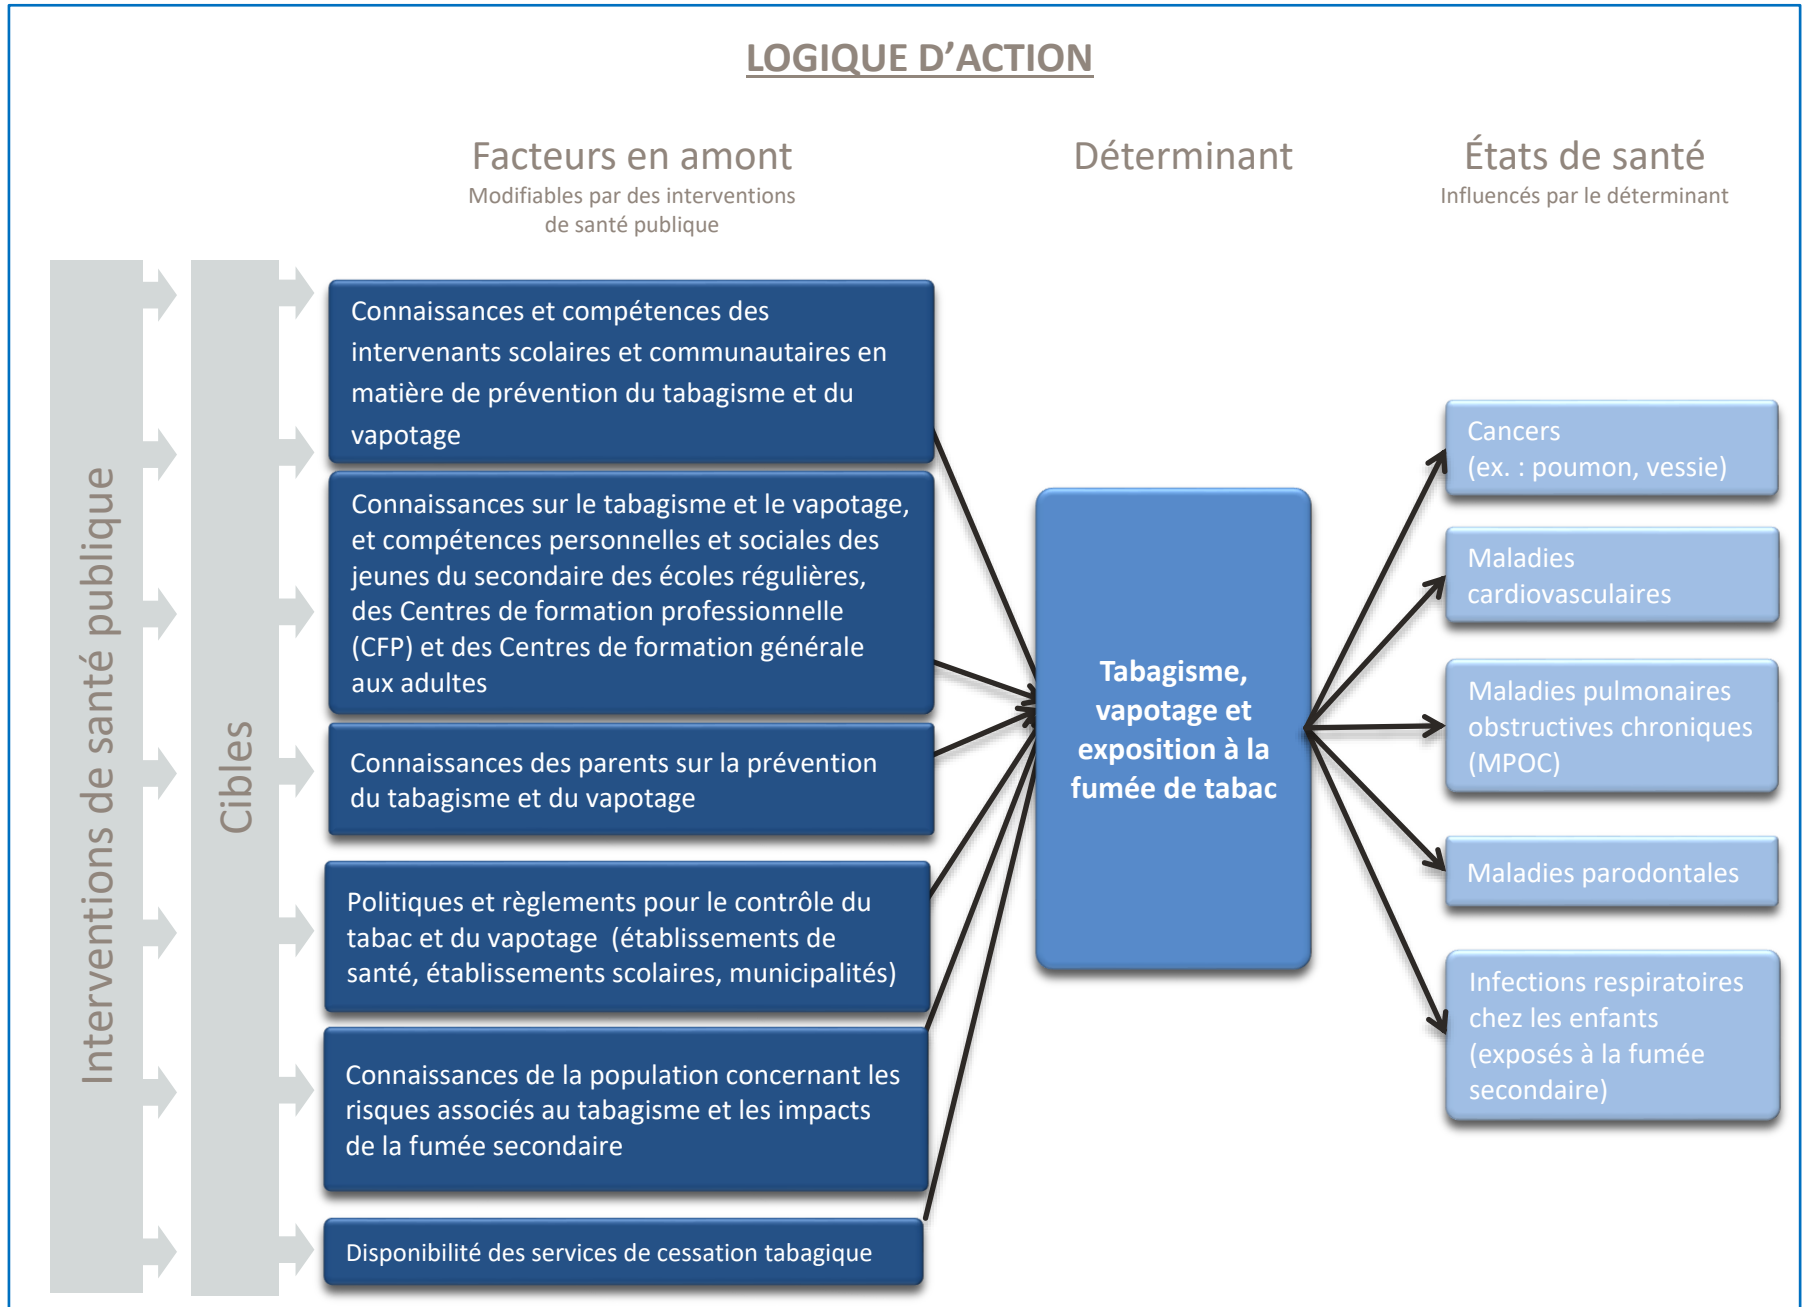 LOGIQUE D’ACTION
Facteurs en amont
Modifiables par des interventions
de santé publique
Déterminant
États de santé
Influencés par le déterminant
Interventions de santé publique
Cibles
Connaissances et compétences des
intervenants scolaires et communautaires en
matière de prévention du tabagisme et du
vapotage
Connaissances sur le tabagisme et le vapotage,
et compétences personnelles et sociales des
jeunes du secondaire des écoles régulières,
des Centres de formation professionnelle
(CFP) et des Centres de formation générale
aux adultes
Connaissances des parents sur la prévention
du tabagisme et du vapotage
Politiques et règlements pour le contrôle du
tabac et du vapotage (établissements de
santé, établissements scolaires, municipalités)
Connaissances de la population concernant les
risques associés au tabagisme et les impacts
de la fumée secondaire
Disponibilité des services de cessation tabagique
Tabagisme,
vapotage et
exposition à la
fumée de tabac
Cancers
(ex. : poumon, vessie)
Maladies
cardiovasculaires
Maladies pulmonaires
obstructives chroniques
(MPOC)
Maladies parodontales
Infections respiratoires
chez les enfants
(exposés à la fumée
secondaire)